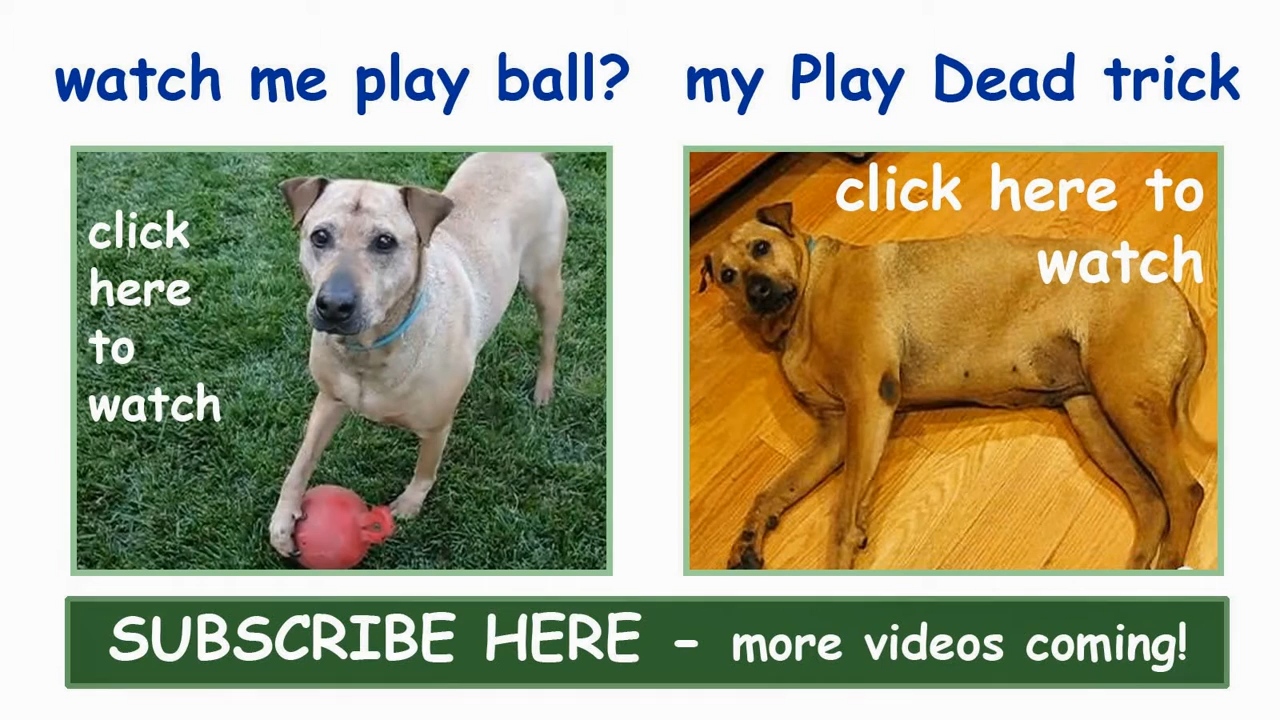 watch me play ball?
my Play Dead trick
click
here
to
watch
click here to
watch
SUBSCRIBE HERE - more videos coming!